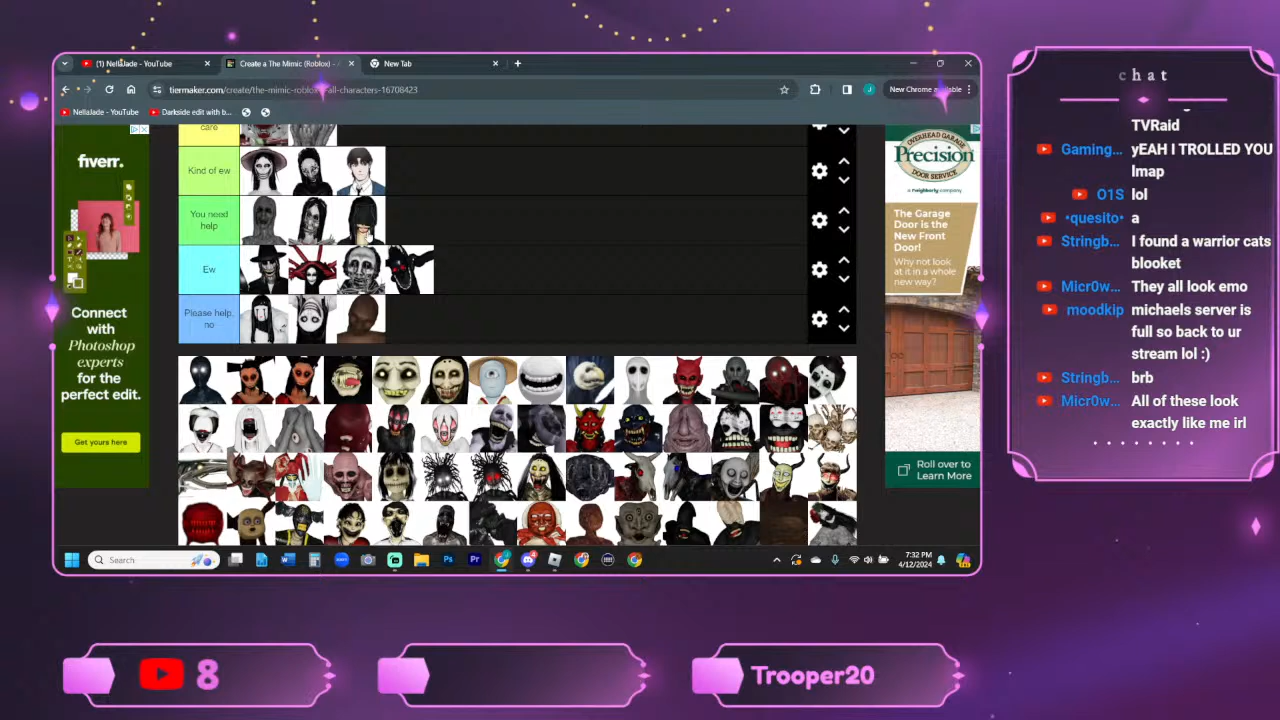 (1) NellaJade - YouTube
Create a The Mimic (Roblox) - A
New Tab
tiermaker.com/create/the-mimic-roblox
all-characters-16708423
New Chrome available
NellaJade - YouTube
Darkside edit with b...
fiverr.
Connect
with
Photoshop
experts
for the
perfect edit.
Get yours here
care
Kind of ew
You need
help
Ew
Please help,
no
OVERHEAD GARAGE
Precision
DOOR SERVICE
a neighborly company
The Garage
Door is the
New Front
Door!
Why not look
at it in a whole
new way?
Roll over to
Learn More
Search
7:32 PM
4/12/2024
chat
TVRaid
Gaming... yEAH I TROLLED YOU
lmap
O1S lol
•quesito• a
Stringb... I found a warrior cats
blooket
Micr0w... They all look emo
moodkip michaels server is
full so back to ur
stream lol :)
Stringb... brb
Micr0w... All of these look
exactly like me irl
8
Trooper20